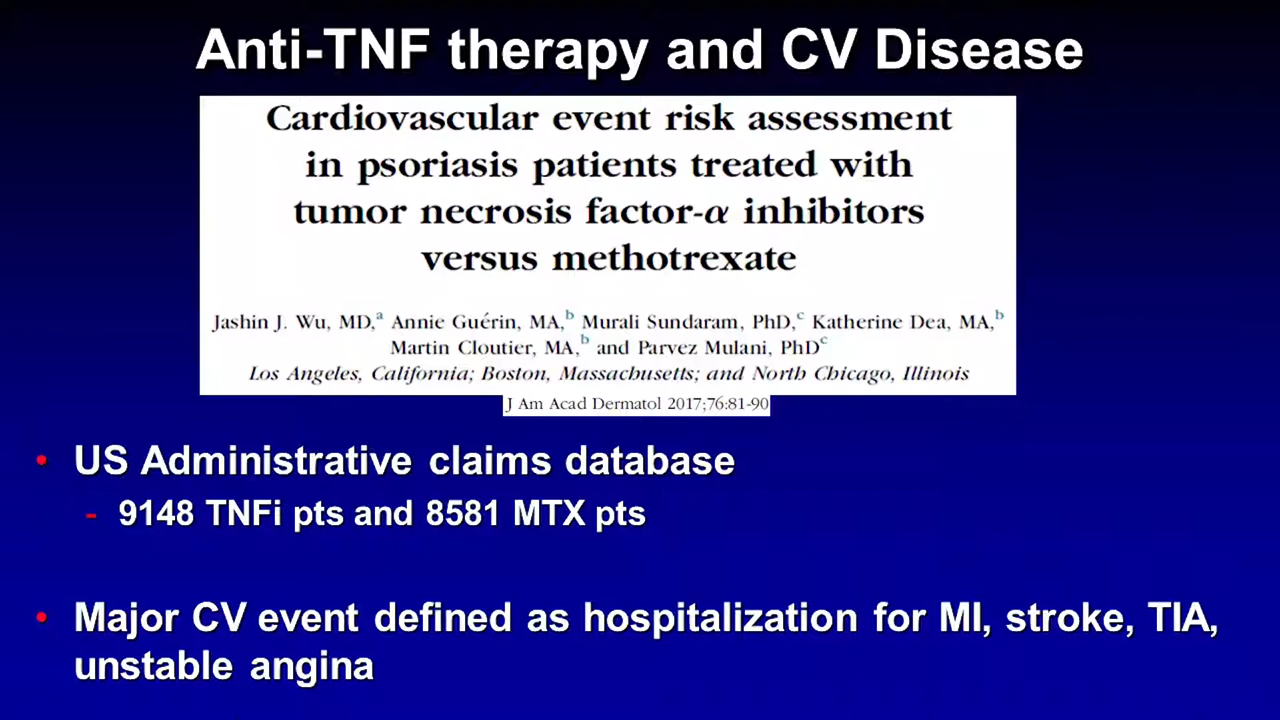 Anti-TNF therapy and CV Disease
Cardiovascular event risk assessment
in psoriasis patients treated with
tumor necrosis factor-α inhibitors
versus methotrexate
Jashin J. Wu, MD,a Annie Guérin, MA,b Murali Sundaram, PhD,c Katherine Dea, MA,b
Martin Cloutier, MA,b and Parvez Mulani, PhDc
Los Angeles, California; Boston, Massachusetts; and North Chicago, Illinois
J Am Acad Dermatol 2017;76:81-90
• US Administrative claims database
- 9148 TNFi pts and 8581 MTX pts
• Major CV event defined as hospitalization for MI, stroke, TIA,
unstable angina